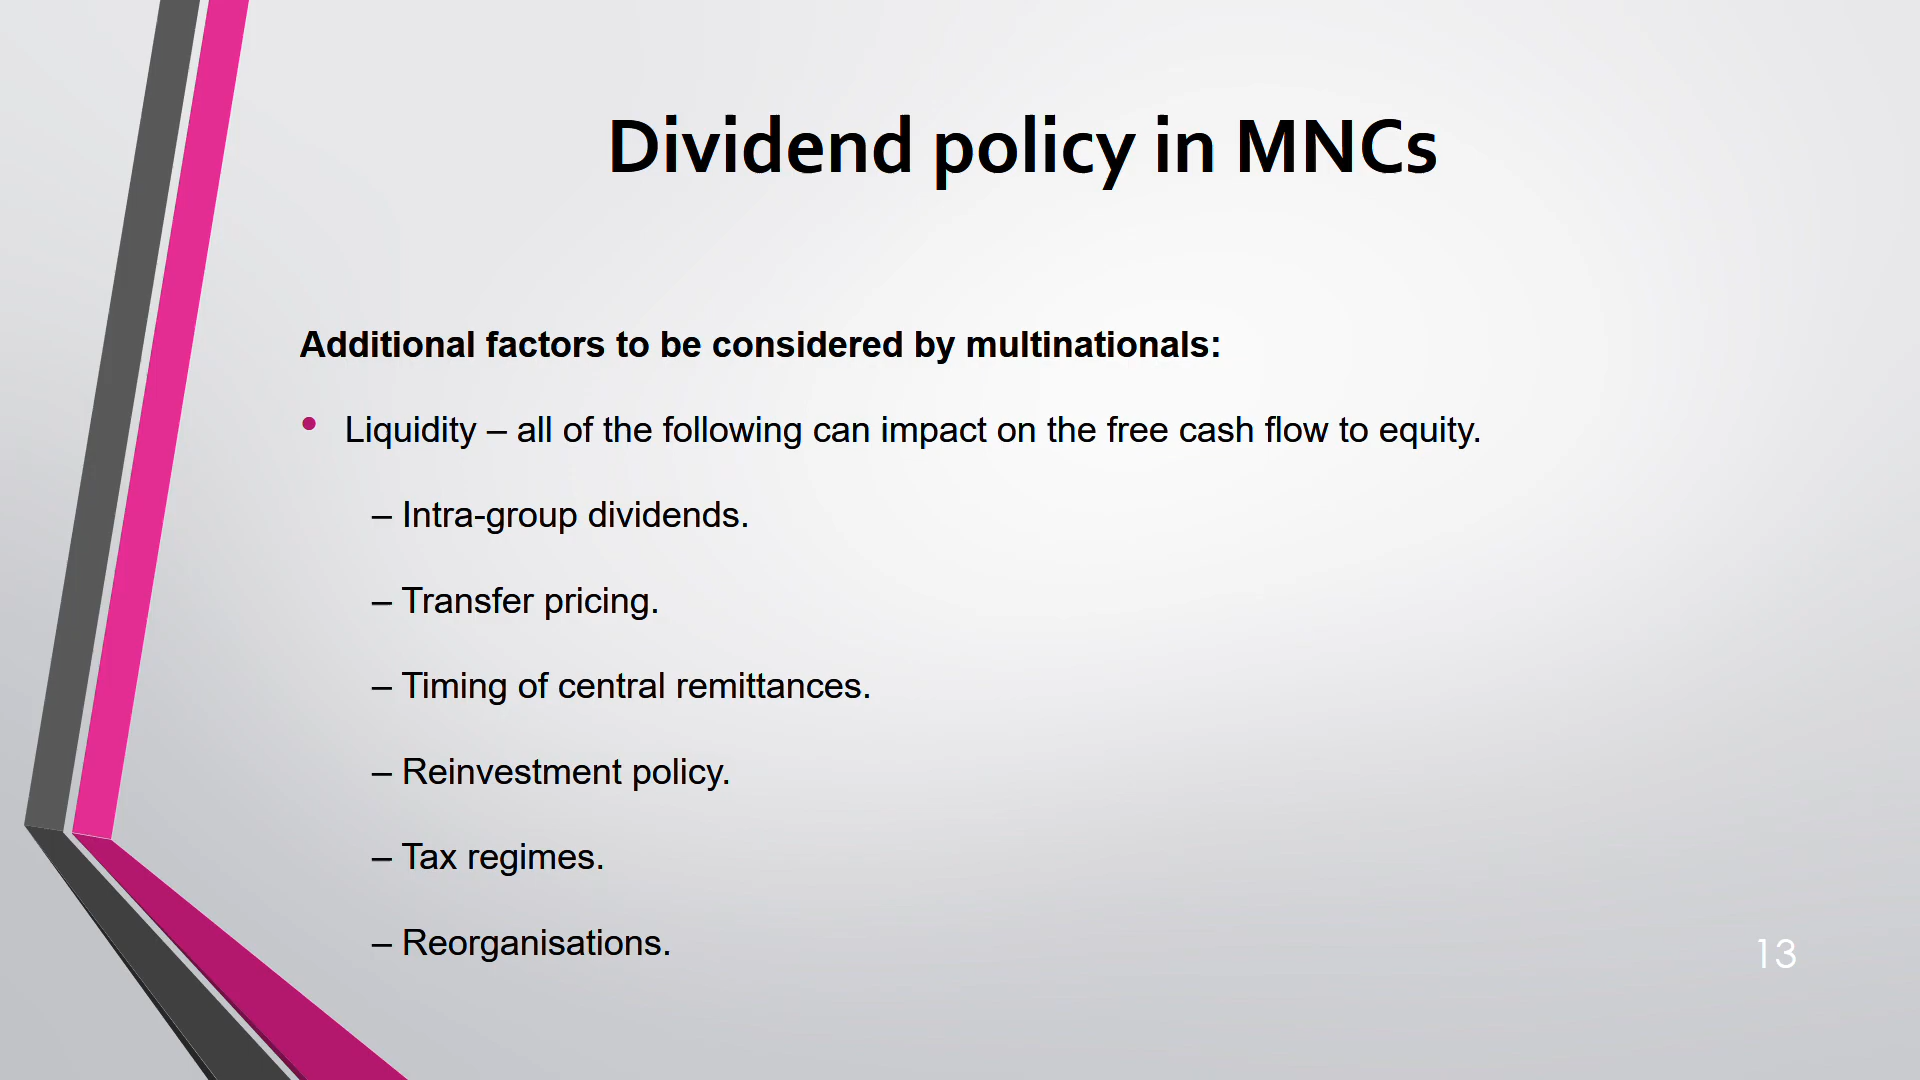 Dividend policy in MNCs
Additional factors to be considered by multinationals:
• Liquidity – all of the following can impact on the free cash flow to equity.
– Intra-group dividends.
– Transfer pricing.
– Timing of central remittances.
– Reinvestment policy.
– Tax regimes.
– Reorganisations.
13